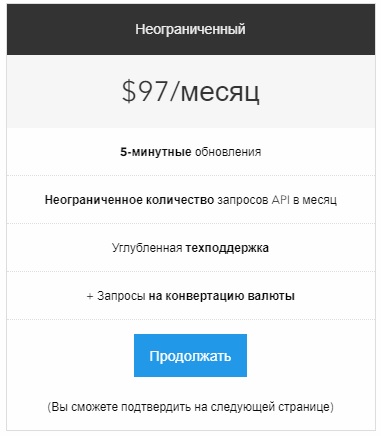 Неограниченный
$97/месяц
5-минутные обновления
Неограниченное количество запросов API в месяц
Углубленная техподдержка
+ Запросы на конвертацию валюты
Продолжать
(Вы сможете подтвердить на следующей странице)